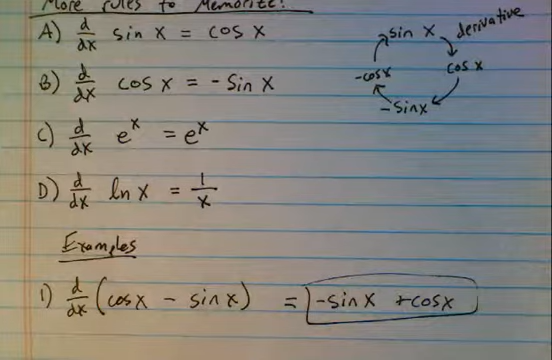 More rules to Memorize!
A) d/dx sin x = cos x
B) d/dx cos x = - sin x
C) d/dx e^x = e^x
D) d/dx ln x = 1/x
sin x
derivative
cos x
- sin x
- cos x
Examples
1) d/dx (cos x - sin x) = - sin x + cos x